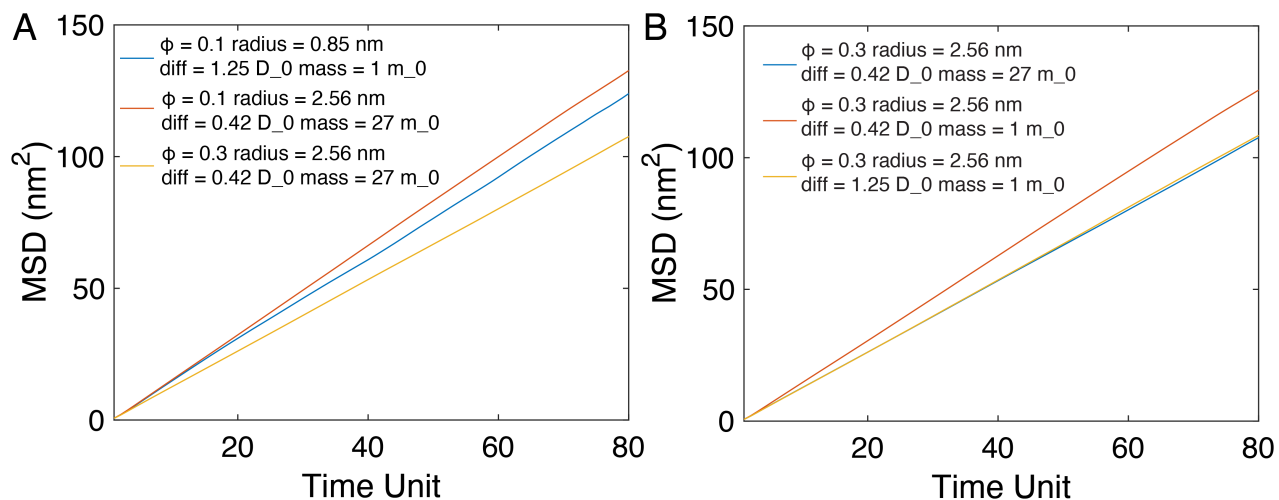 A
150
100
50
0
MSD (nm²)
ϕ = 0.1 radius = 0.85 nm
diff = 1.25 D_0 mass = 1 m_0
ϕ = 0.1 radius = 2.56 nm
diff = 0.42 D_0 mass = 27 m_0
ϕ = 0.3 radius = 2.56 nm
diff = 0.42 D_0 mass = 27 m_0
20 40 60 80
Time Unit
B
150
100
50
0
MSD (nm²)
ϕ = 0.3 radius = 2.56 nm
diff = 0.42 D_0 mass = 27 m_0
ϕ = 0.3 radius = 2.56 nm
diff = 0.42 D_0 mass = 1 m_0
ϕ = 0.3 radius = 2.56 nm
diff = 1.25 D_0 mass = 1 m_0
20 40 60 80
Time Unit